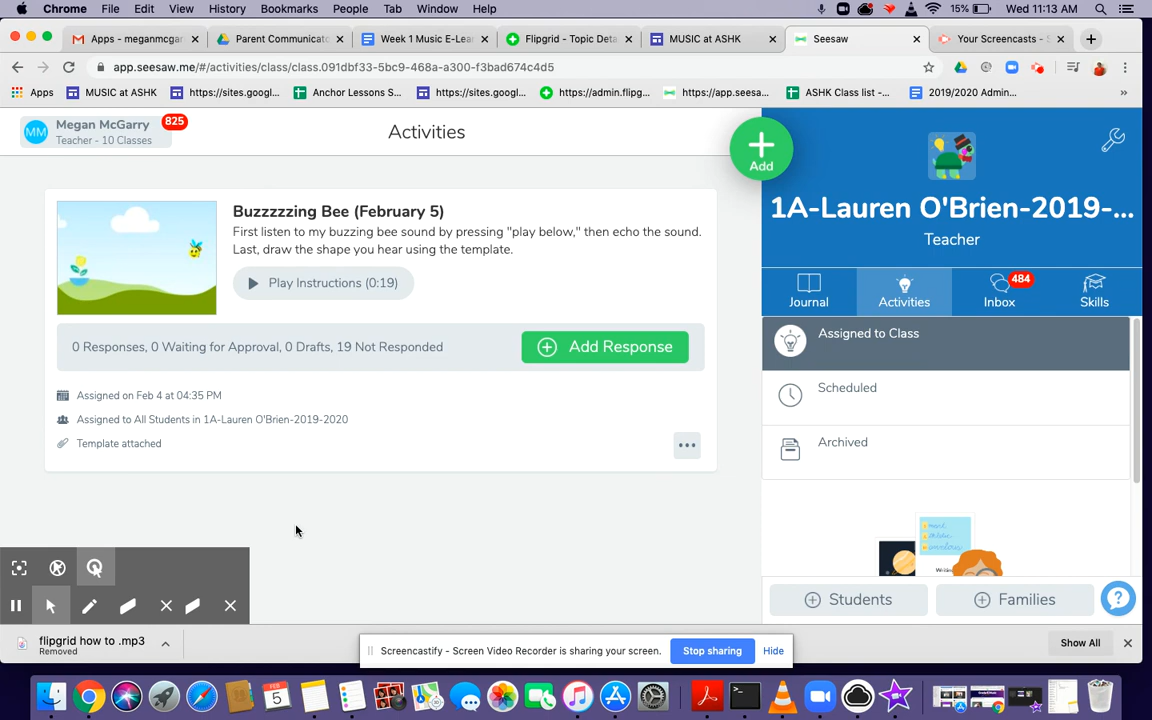 Chrome File Edit View History Bookmarks People Tab Window Help 15% Wed 11:13 AM
Apps - meganmcgar
Parent Communicato
Week 1 Music E-Lea
Flipgrid - Topic Deta
MUSIC at ASHK
Seesaw
Your Screencasts - S
app.seesaw.me/#/activities/class/class.091dbf33-5bc9-468a-a300-f3bad674c4d5
Apps MUSIC at ASHK https://sites.googl... Anchor Lessons S... https://sites.googl... https://admin.flipg... https://app.seesa... ASHK Class list -... 2019/2020 Admin... »
MM Megan McGarry 825
Teacher - 10 Classes
Activities
Add
Buzzzzzing Bee (February 5)
First listen to my buzzing bee sound by pressing "play below," then echo the sound.
Last, draw the shape you hear using the template.
Play Instructions (0:19)
0 Responses, 0 Waiting for Approval, 0 Drafts, 19 Not Responded
Add Response
Assigned on Feb 4 at 04:35 PM
Assigned to All Students in 1A-Lauren O'Brien-2019-2020
Template attached
1A-Lauren O'Brien-2019-...
Teacher
Journal Activities Inbox 484 Skills
Assigned to Class
Scheduled
Archived
Students Families ?
flipgrid how to .mp3
Removed
Screencastify - Screen Video Recorder is sharing your screen. Stop sharing Hide
Show All
FEB
5